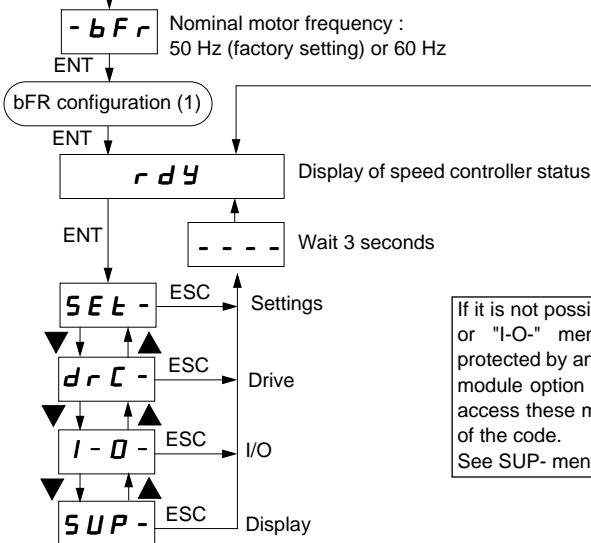 - bFr
Nominal motor frequency :
50 Hz (factory setting) or 60 Hz
ENT
bFR configuration (1)
ENT
rdY
Display of speed controller status
ENT
- - - -
Wait 3 seconds
SEt -
ESC
Settings
drC -
ESC
Drive
I - O -
ESC
I/O
SUP -
ESC
Display
If it is not possi
or "I-O-" men
protected by an
module option
access these m
of the code.
See SUP- men